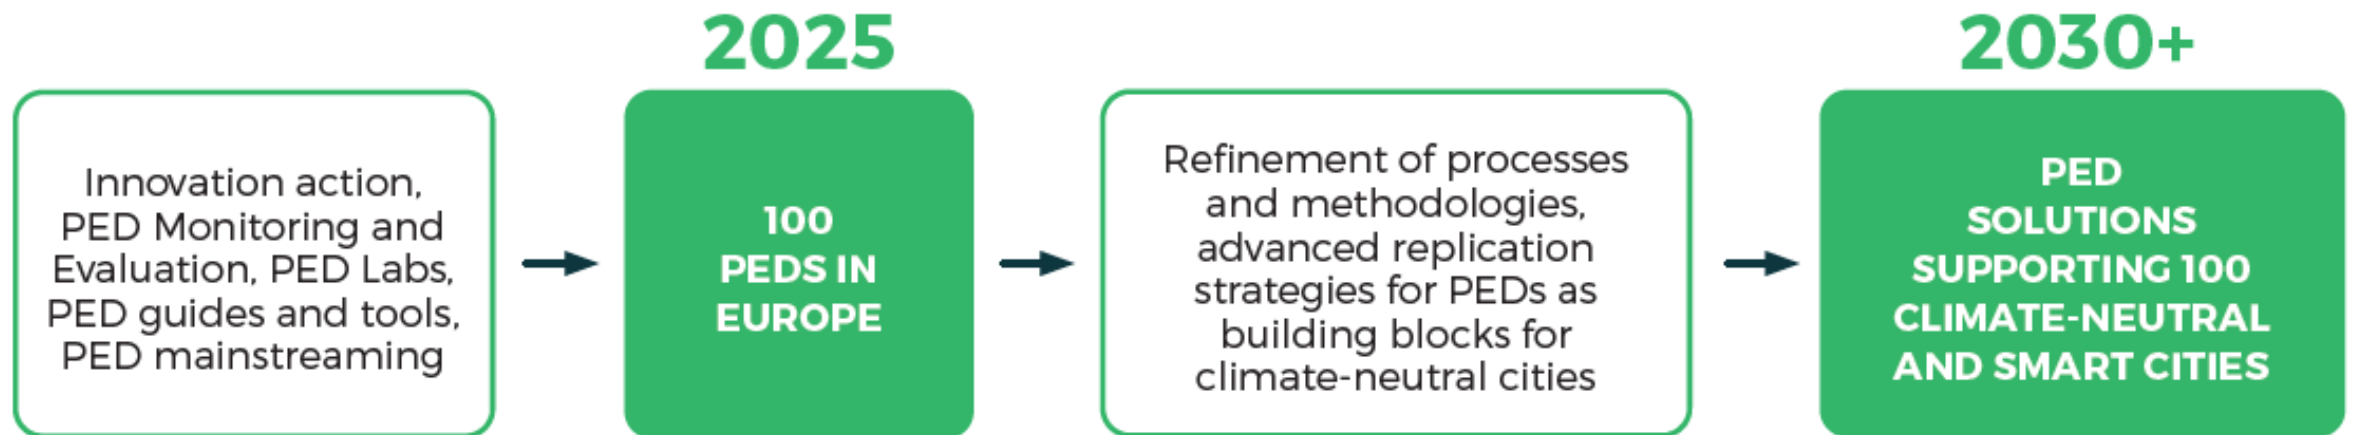 Innovation action,
PED Monitoring and
Evaluation, PED Labs,
PED guides and tools,
PED mainstreaming
2025
100
PEDS IN
EUROPE
Refinement of processes
and methodologies,
advanced replication
strategies for PEDs as
building blocks for
climate-neutral cities
2030+
PED
SOLUTIONS
SUPPORTING 100
CLIMATE-NEUTRAL
AND SMART CITIES